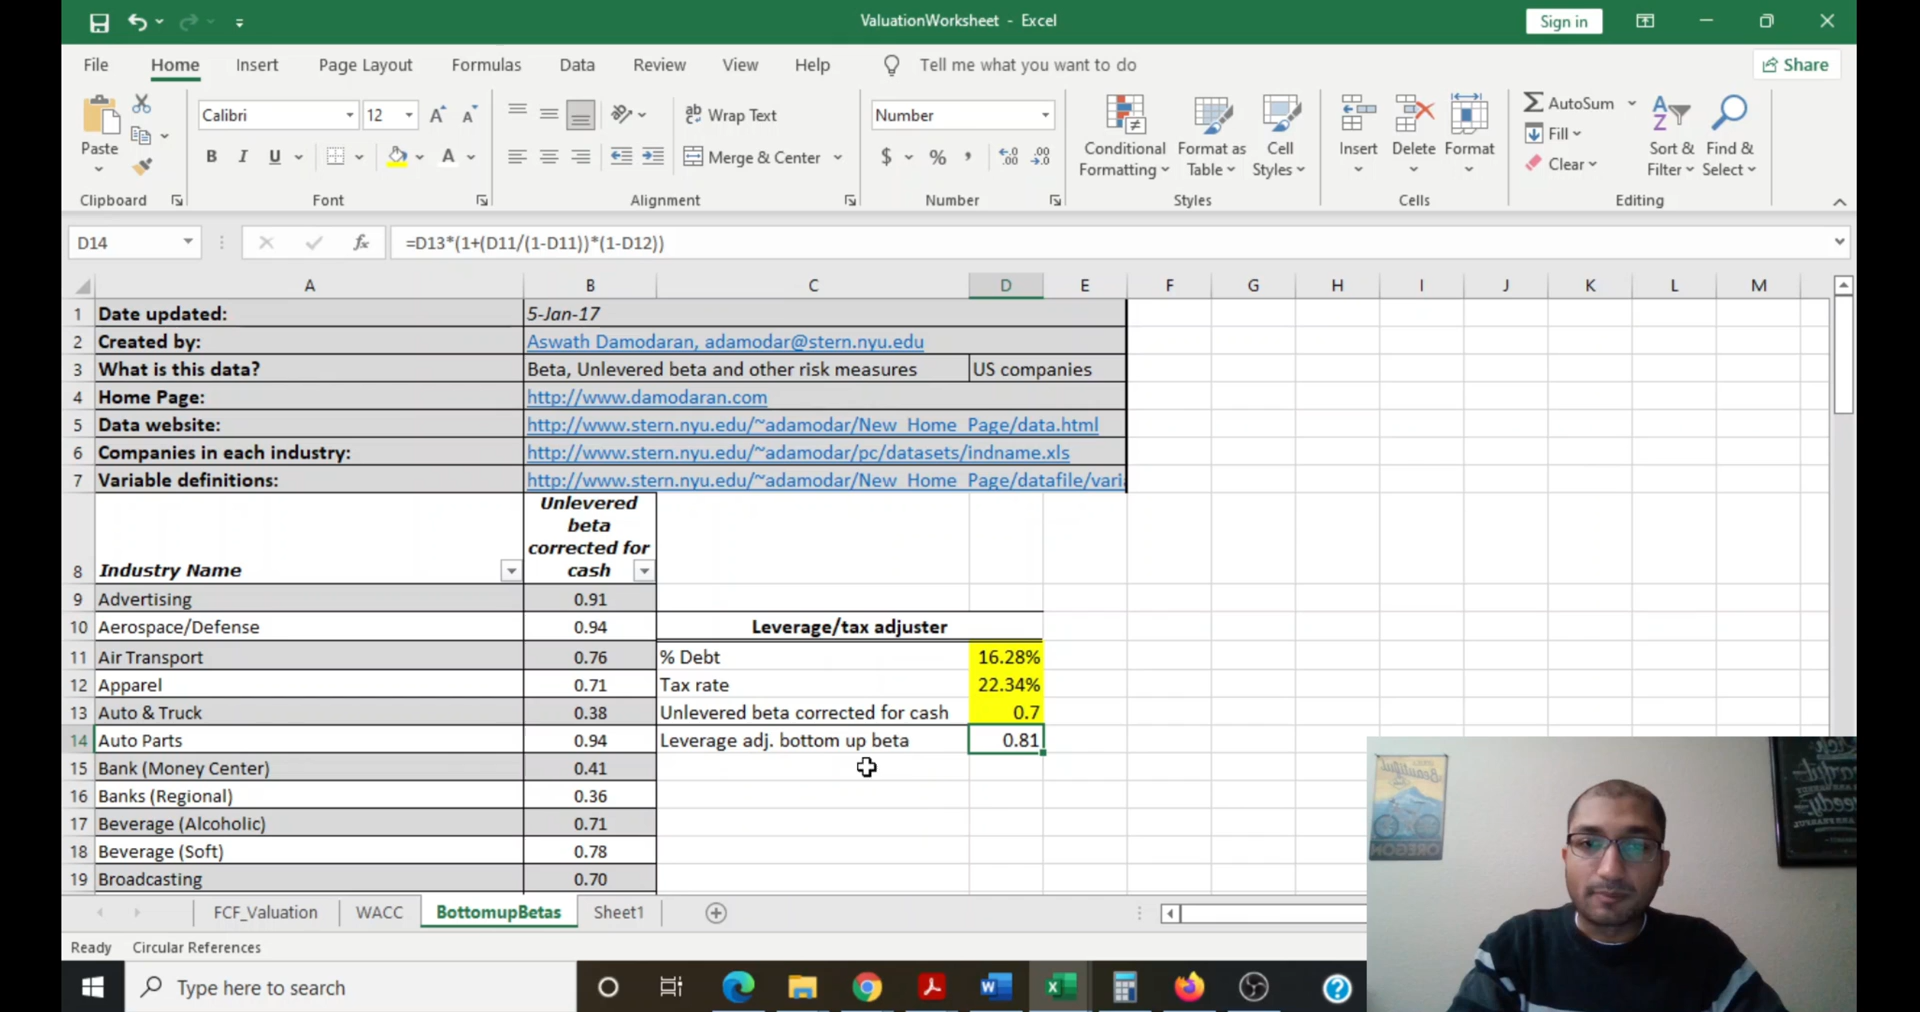 ValuationWorksheet - Excel
Sign in
File Home Insert Page Layout Formulas Data Review View Help Tell me what you want to do Share
Paste
Clipboard
Calibri 12
B I U
Font
Wrap Text
Merge & Center
Alignment
Number
$ % ,
Number
Conditional Formatting
Format as Table
Cell Styles
Styles
Insert
Delete
Format
Cells
AutoSum
Fill
Clear
Sort & Filter
Find & Select
Editing
D14 fx =D13*(1+(D11/(1-D11))*(1-D12))
A B C D E F G H I J K L M
1 Date updated: 5-Jan-17
2 Created by: Aswath Damodaran, adamodar@stern.nyu.edu
3 What is this data? Beta, Unlevered beta and other risk measures US companies
4 Home Page: http://www.damodaran.com
5 Data website: http://www.stern.nyu.edu/~adamodar/New_Home_Page/data.html
6 Companies in each industry: http://www.stern.nyu.edu/~adamodar/pc/datasets/indname.xls
7 Variable definitions: http://www.stern.nyu.edu/~adamodar/New_Home_Page/datafile/vari
Unlevered
beta
corrected for
8 Industry Name cash
9 Advertising 0.91
10 Aerospace/Defense 0.94 Leverage/tax adjuster
11 Air Transport 0.76 % Debt 16.28%
12 Apparel 0.71 Tax rate 22.34%
13 Auto & Truck 0.38 Unlevered beta corrected for cash 0.7
14 Auto Parts 0.94 Leverage adj. bottom up beta 0.81
15 Bank (Money Center) 0.41
16 Banks (Regional) 0.36
17 Beverage (Alcoholic) 0.71
18 Beverage (Soft) 0.78
19 Broadcasting 0.70
FCF_Valuation WACC BottomupBetas Sheet1
Ready Circular References
Type here to search
Beautiful
OREGON